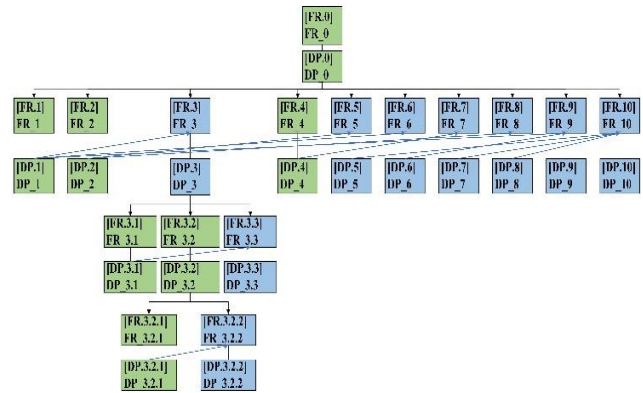 [FR.0]
FR_0
[DP.0]
DP_0
[FR.1]
FR_1
[FR.2]
FR_2
[FR.3]
FR_3
[FR.4]
FR_4
[FR.5]
FR_5
[FR.6]
FR_6
[FR.7]
FR_7
[FR.8]
FR_8
[FR.9]
FR_9
[FR.10]
FR_10
[DP.1]
DP_1
[DP.2]
DP_2
[DP.3]
DP_3
[DP.4]
DP_4
[DP.5]
DP_5
[DP.6]
DP_6
[DP.7]
DP_7
[DP.8]
DP_8
[DP.9]
DP_9
[DP.10]
DP_10
[FR.3.1]
FR_3.1
[FR.3.2]
FR_3.2
[FR.3.3]
FR_3.3
[DP.3.1]
DP_3.1
[DP.3.2]
DP_3.2
[DP.3.3]
DP_3.3
[FR.3.2.1]
FR_3.2.1
[FR.3.2.2]
FR_3.2.2
[DP.3.2.1]
DP_3.2.1
[DP.3.2.2]
DP_3.2.2